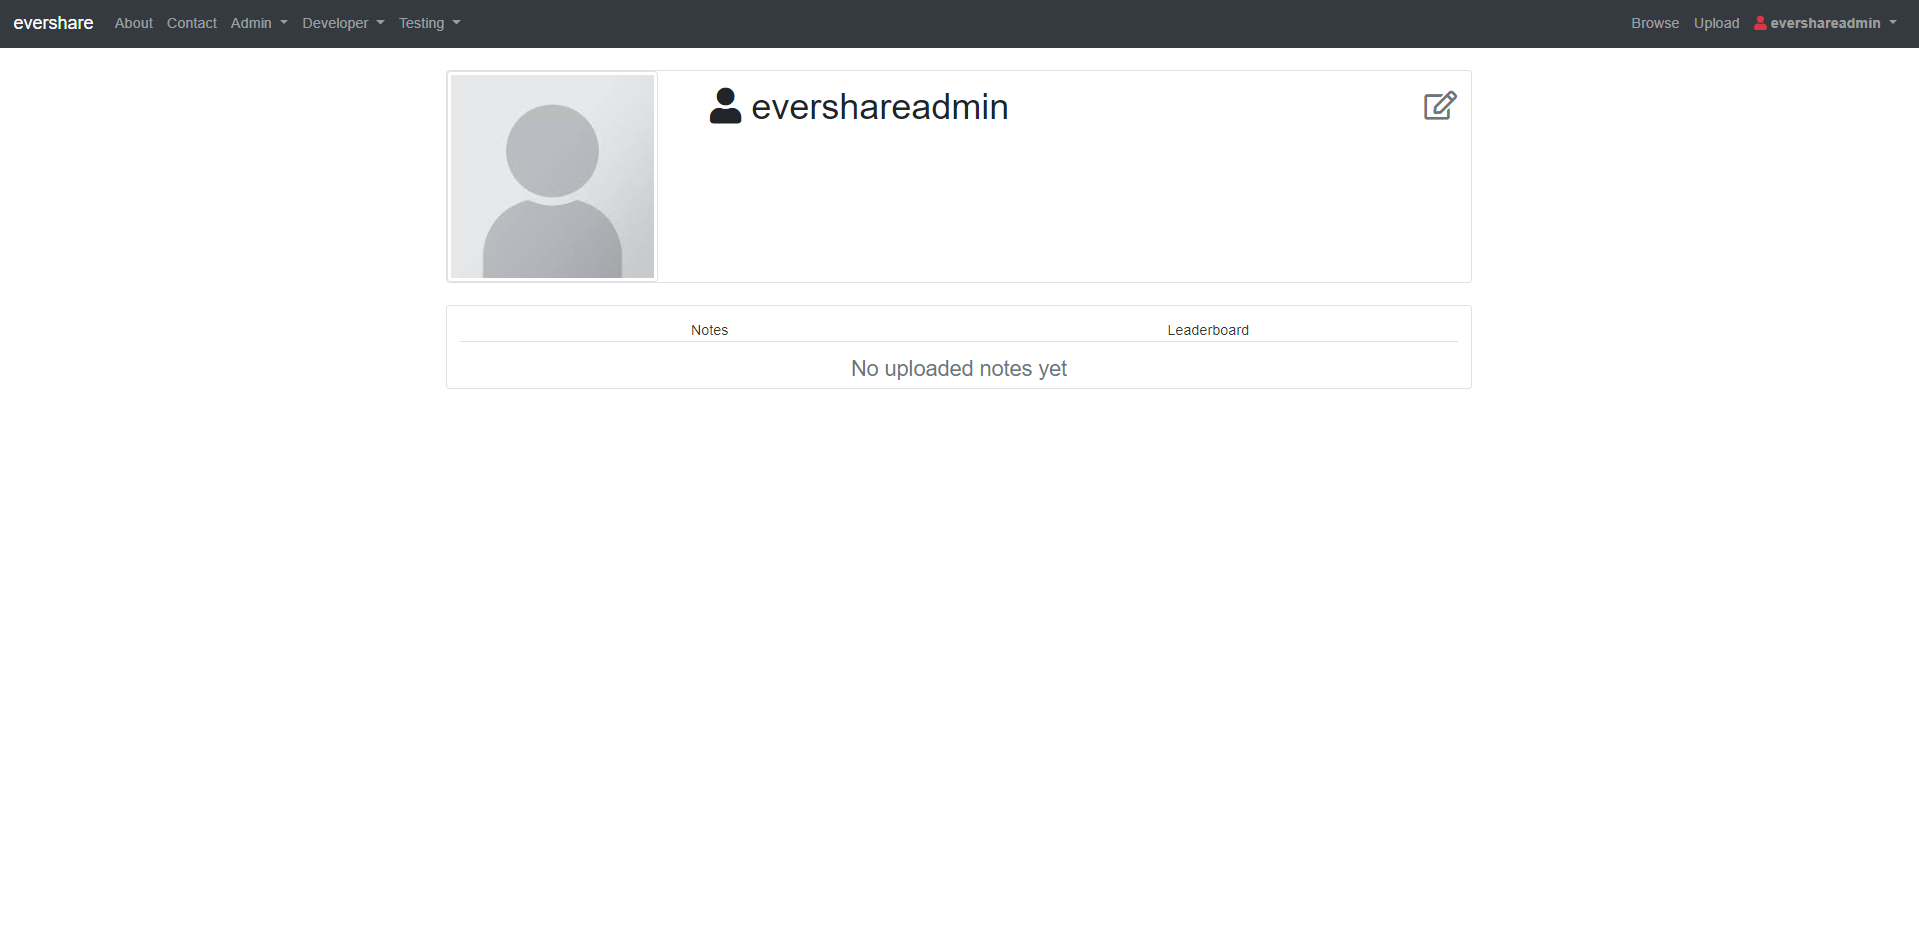 evershare About Contact Admin Developer Testing Browse Upload evershareadmin
evershareadmin
Notes Leaderboard
No uploaded notes yet